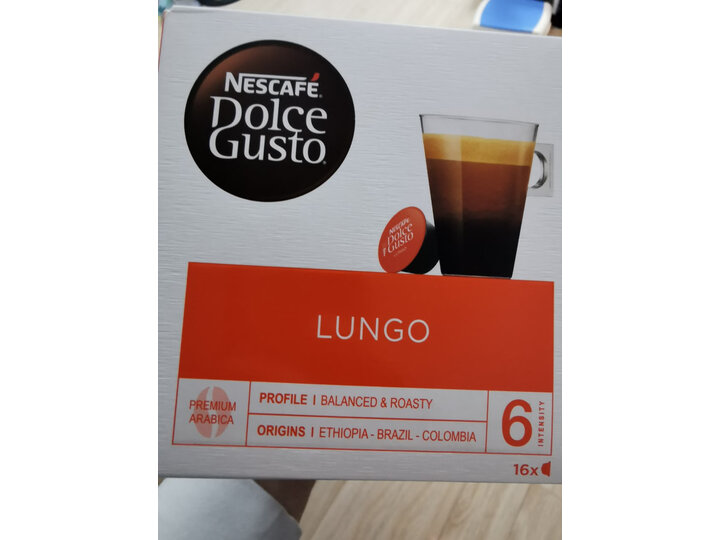 NESCAFÉ
Dolce
Gusto
NESCAFÉ
Dolce
Gusto
LUNGO
PREMIUM
ARABICA
PROFILE | BALANCED & ROASTY
ORIGINS | ETHIOPIA - BRAZIL - COLOMBIA
6
INTENSITY
16x